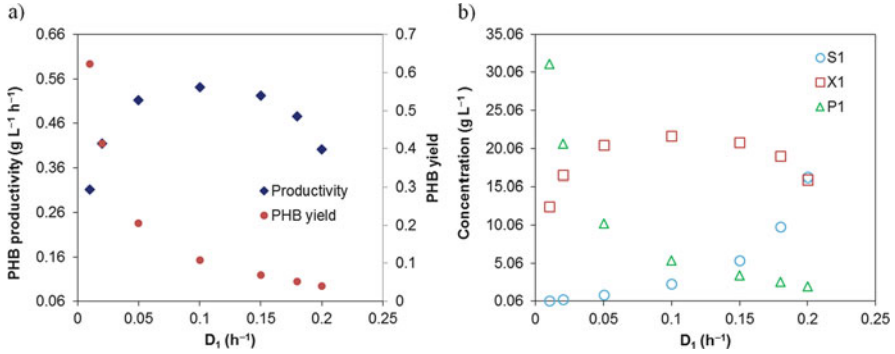 a)
0.66
0.56
0.46
0.36
0.26
0.16
0.06
PHB productivity (g L⁻¹ h⁻¹)
0.7
0.6
0.5
0.4
0.3
0.2
0.1
0
PHB yield
Productivity
PHB yield
0 0.05 0.1 0.15 0.2 0.25
D₁ (h⁻¹)
b)
35.06
30.06
25.06
20.06
15.06
10.06
5.06
0.06
Concentration (g L⁻¹)
S1
X1
P1
0 0.05 0.1 0.15 0.2 0.25
D₁ (h⁻¹)